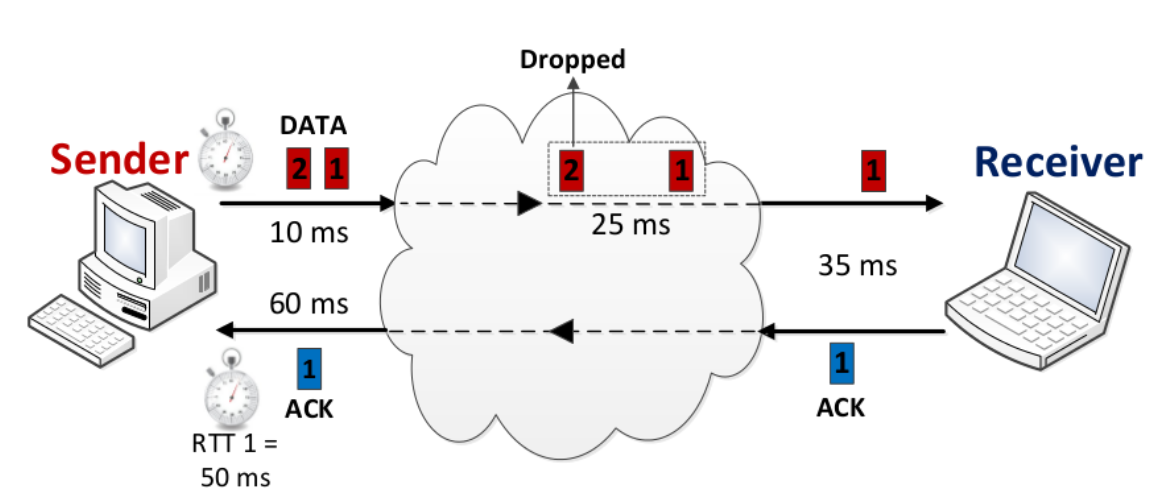 Dropped
DATA
Sender
2 1
2 1
1
Receiver
10 ms
25 ms
35 ms
60 ms
1
ACK
1
ACK
RTT 1 =
50 ms